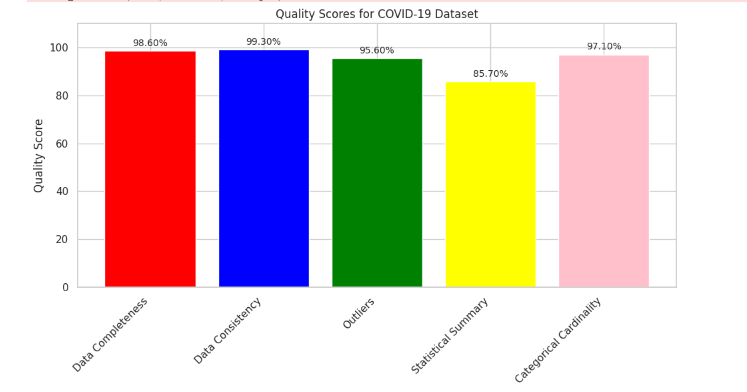 Quality Scores for COVID-19 Dataset
98.60%
99.30%
95.60%
85.70%
97.10%
Quality Score
100
80
60
40
20
0
Data Completeness
Data Consistency
Outliers
Statistical Summary
Categorical Cardinality